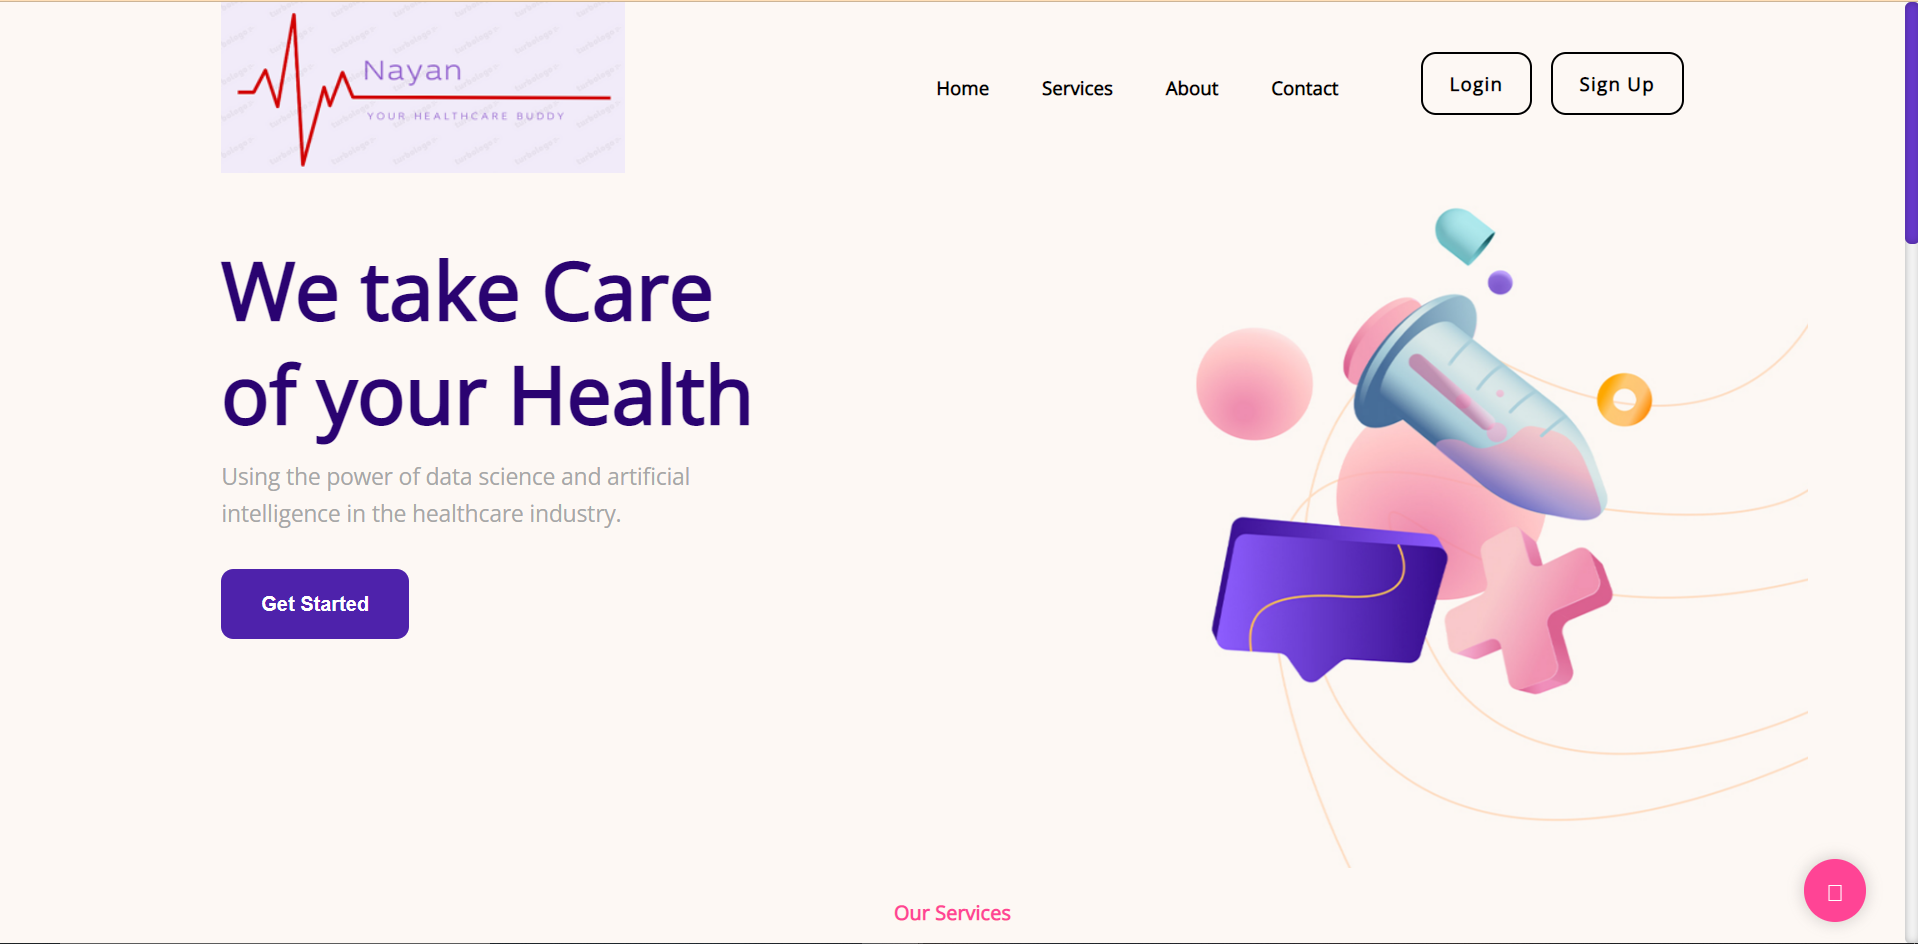 Nayan
YOUR HEALTHCARE BUDDY
Home Services About Contact Login Sign Up
We take Care
of your Health
Using the power of data science and artificial
intelligence in the healthcare industry.
Get Started
Our Services